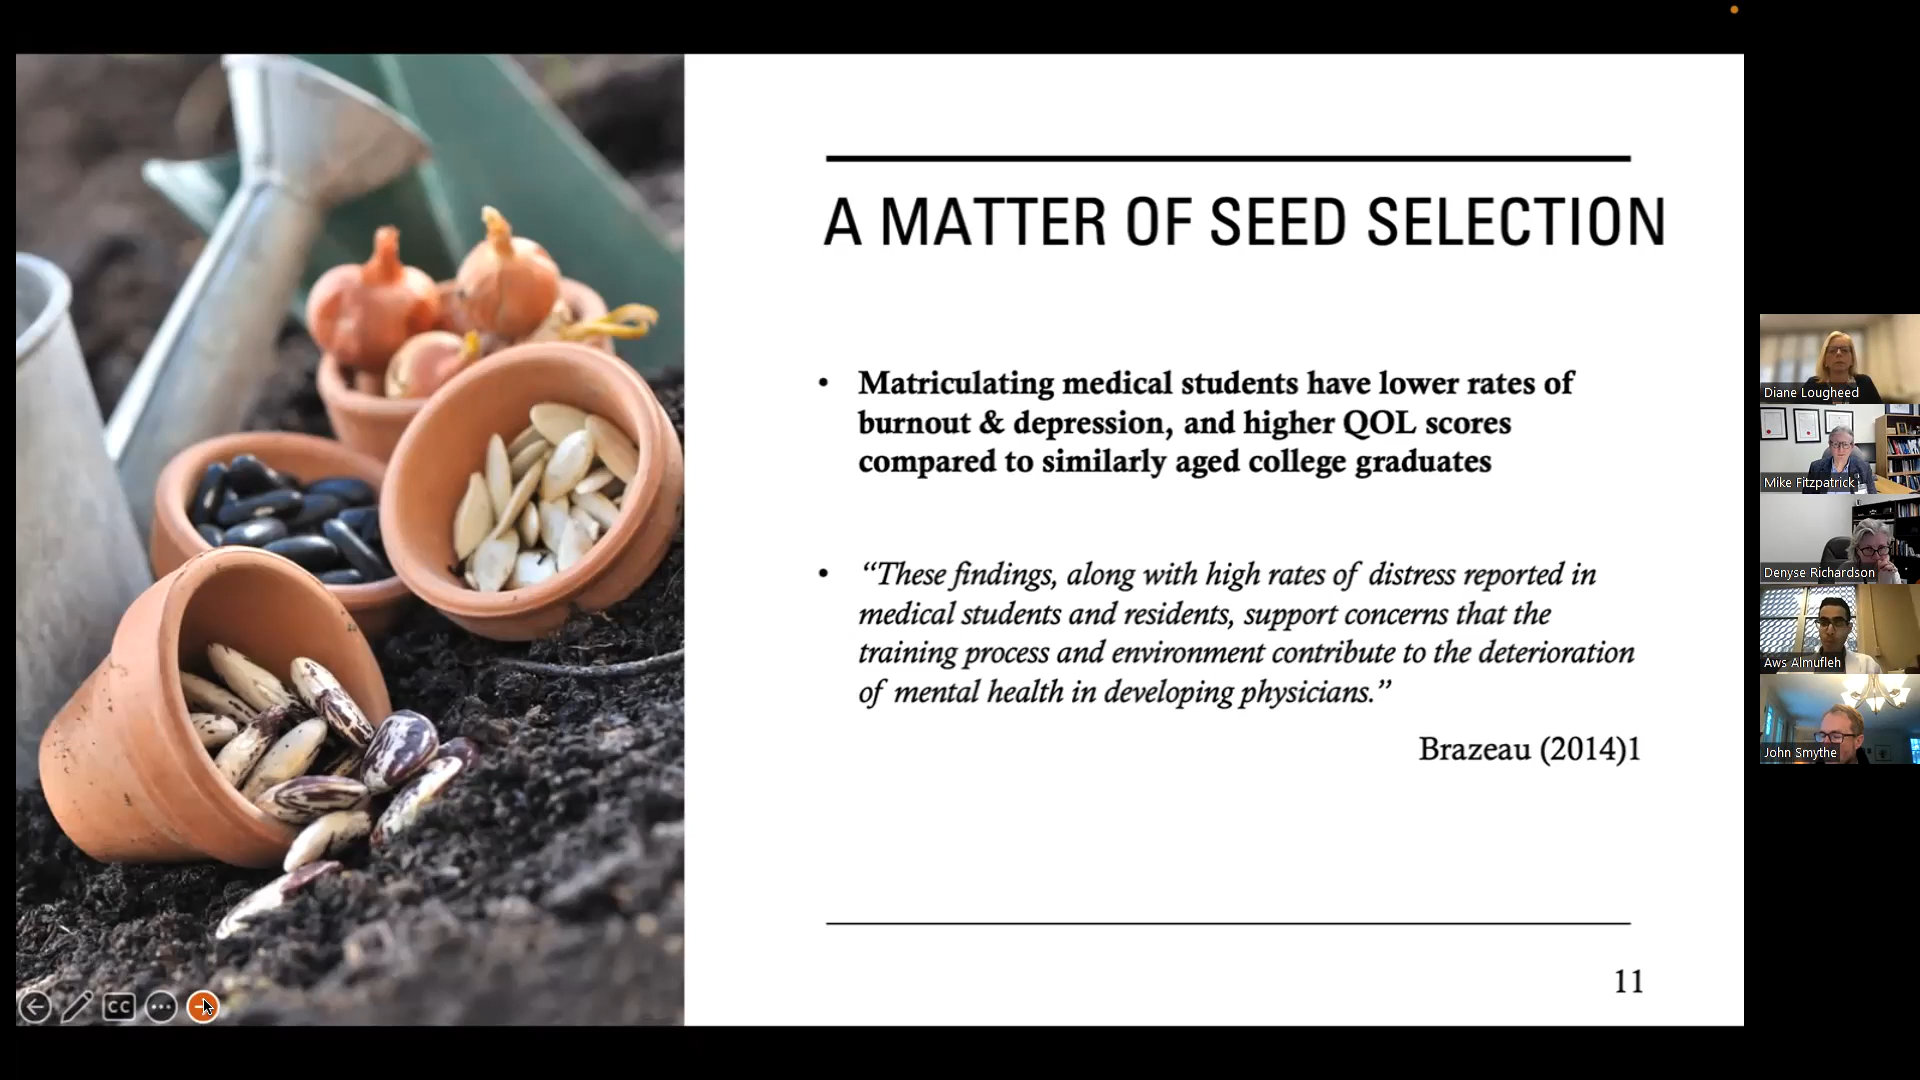 A MATTER OF SEED SELECTION
• Matriculating medical students have lower rates of
burnout & depression, and higher QOL scores
compared to similarly aged college graduates
• “These findings, along with high rates of distress reported in
medical students and residents, support concerns that the
training process and environment contribute to the deterioration
of mental health in developing physicians.”
Brazeau (2014)1
11
CC
Diane Lougheed
Mike Fitzpatrick
Denyse Richardson
Aws Almufleh
John Smythe